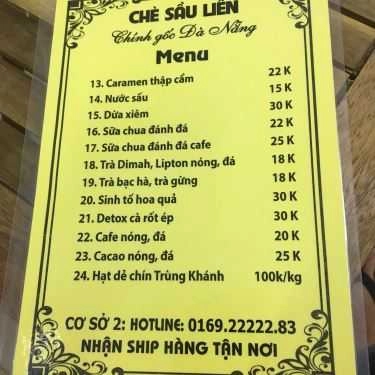 CHÈ SẦU LIÊN
Chính gốc Đà Nẵng
Menu
13. Caramen thập cẩm 22 K
14. Nước sấu 15 K
15. Dừa xiêm 30 K
16. Sữa chua đánh đá 22 K
17. Sữa chua đánh đá cafe 25 K
18. Trà Dimah, Lipton nóng, đá 18 K
19. Trà bạc hà, trà gừng 18 K
20. Sinh tố hoa quả 30 K
21. Detox cà rốt ép 30 K
22. Cafe nóng, đá 20 K
23. Cacao nóng, đá 25 K
24. Hạt dẻ chín Trùng Khánh 100k/kg
CƠ SỞ 2: HOTLINE: 0169.22222.83
NHẬN SHIP HÀNG TẬN NƠI